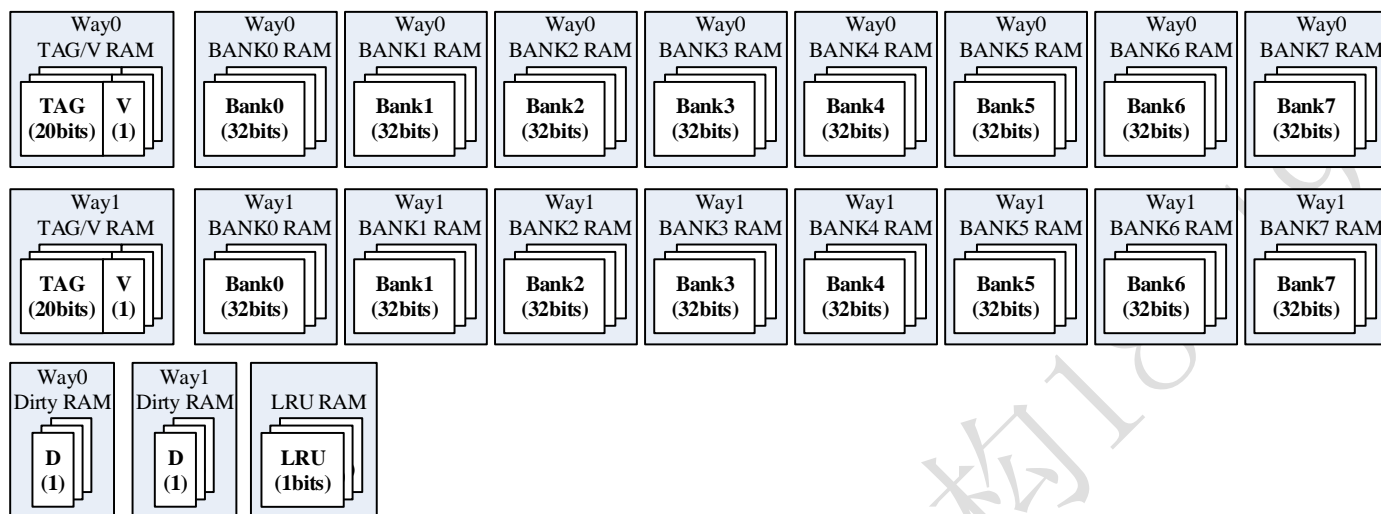 Way0
TAG/V RAM
TAG
(20bits)
V
(1)
Way0
BANK0 RAM
Bank0
(32bits)
Way0
BANK1 RAM
Bank1
(32bits)
Way0
BANK2 RAM
Bank2
(32bits)
Way0
BANK3 RAM
Bank3
(32bits)
Way0
BANK4 RAM
Bank4
(32bits)
Way0
BANK5 RAM
Bank5
(32bits)
Way0
BANK6 RAM
Bank6
(32bits)
Way0
BANK7 RAM
Bank7
(32bits)
Way1
TAG/V RAM
TAG
(20bits)
V
(1)
Way1
BANK0 RAM
Bank0
(32bits)
Way1
BANK1 RAM
Bank1
(32bits)
Way1
BANK2 RAM
Bank2
(32bits)
Way1
BANK3 RAM
Bank3
(32bits)
Way1
BANK4 RAM
Bank4
(32bits)
Way1
BANK5 RAM
Bank5
(32bits)
Way1
BANK6 RAM
Bank6
(32bits)
Way1
BANK7 RAM
Bank7
(32bits)
Way0
Dirty RAM
D
(1)
Way1
Dirty RAM
D
(1)
LRU RAM
LRU
(1bits)